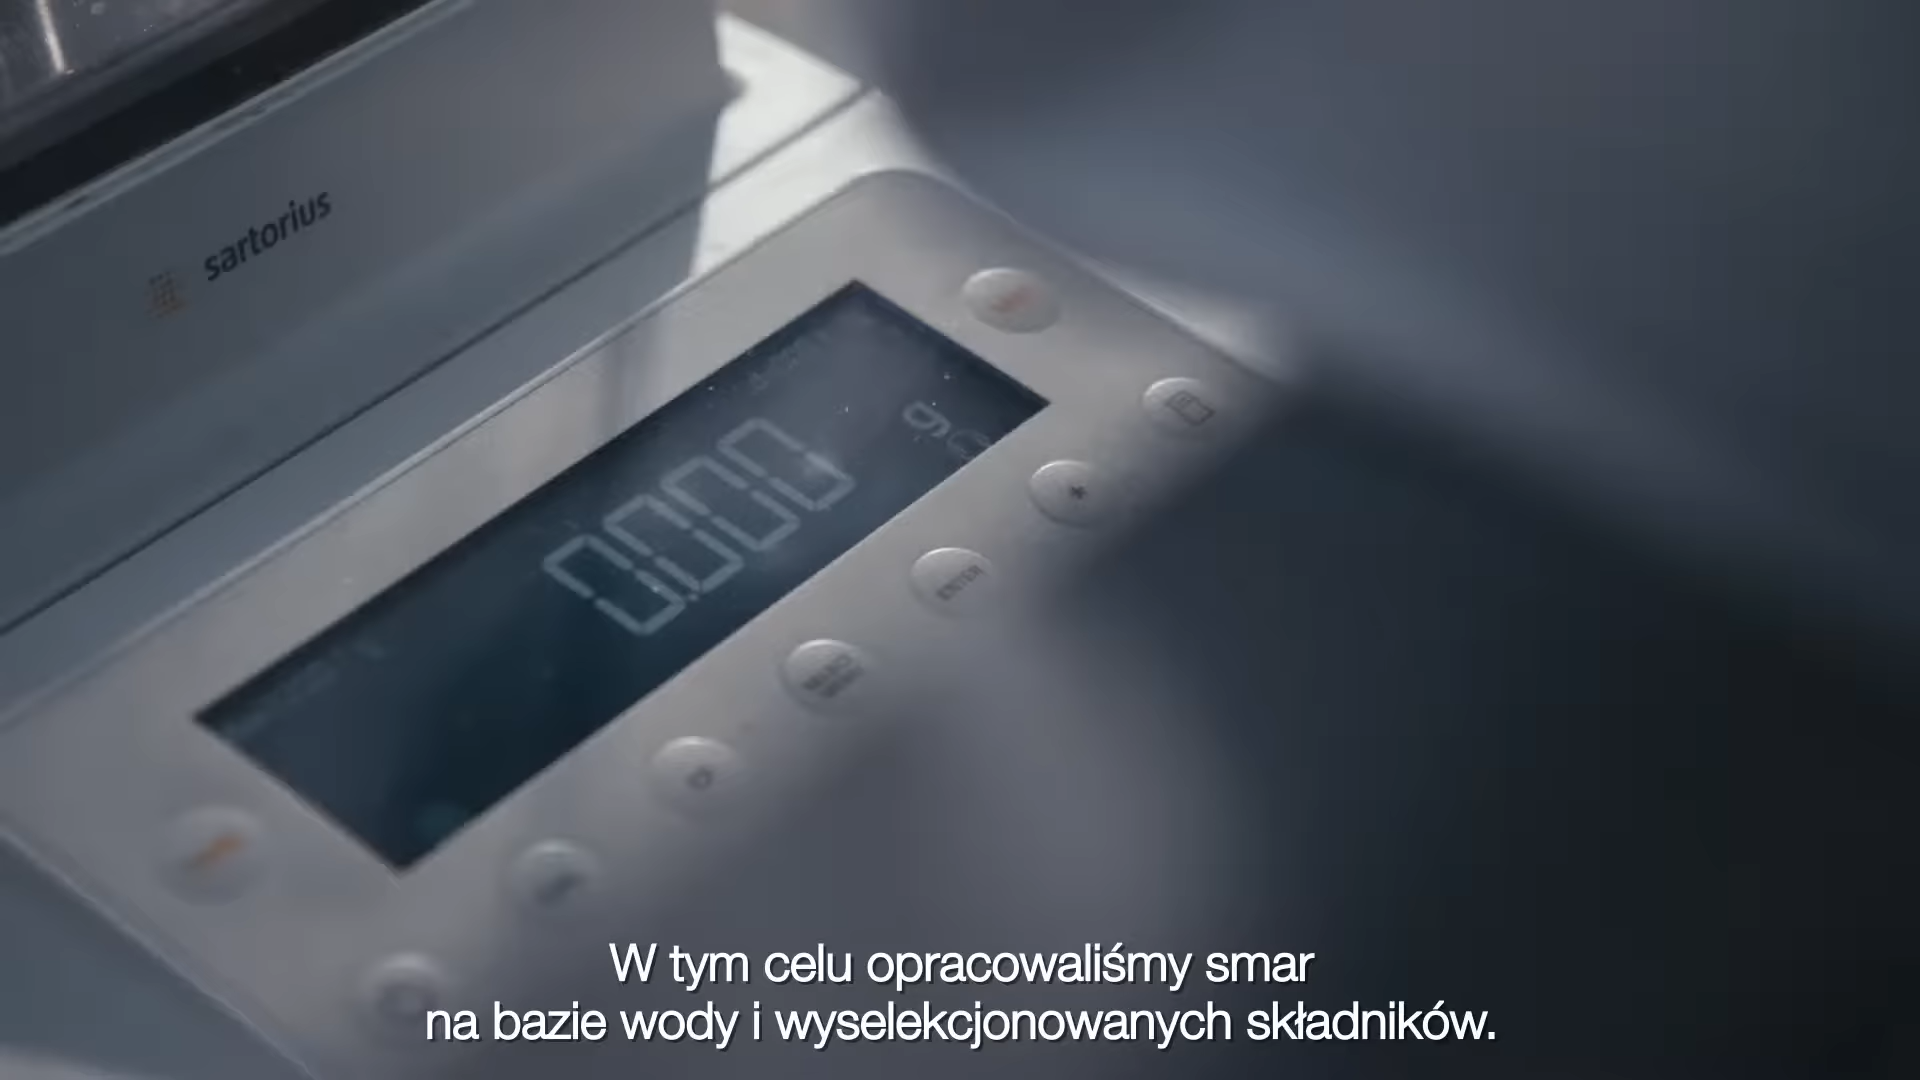 sartorius
0.000 g
ENTER
W tym celu opracowaliśmy smar
na bazie wody i wyselekcjonowanych składników.